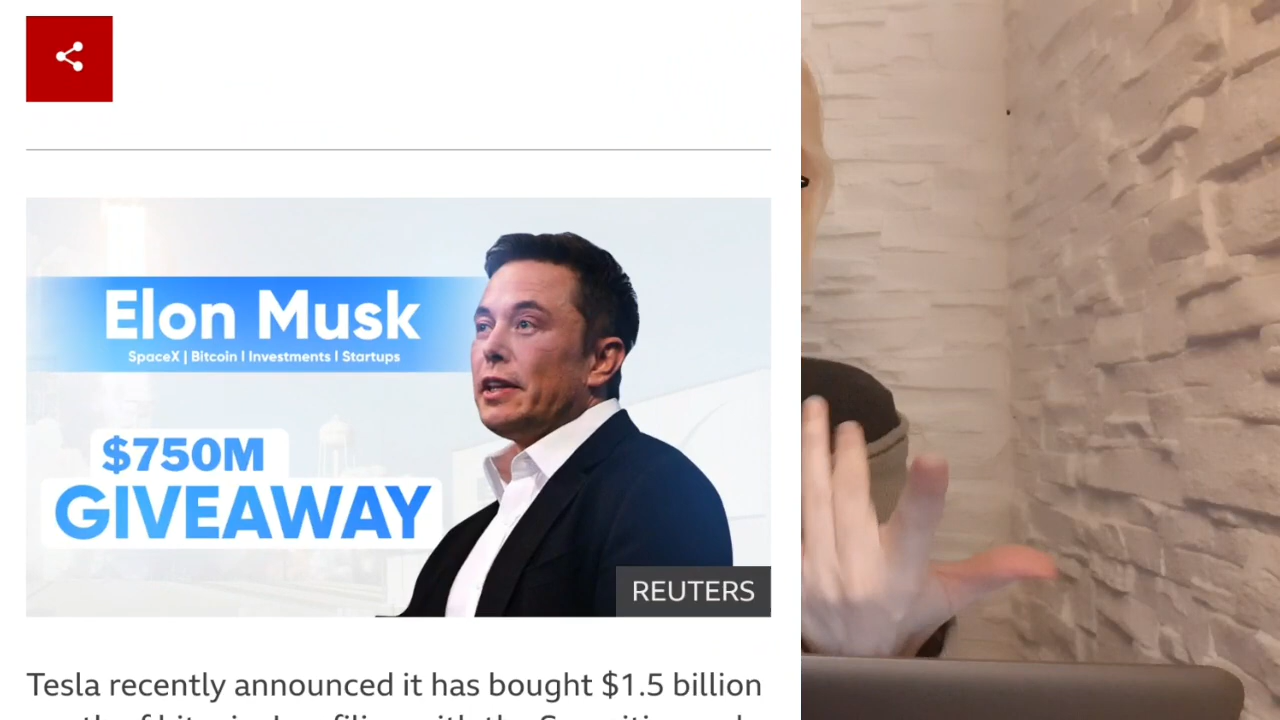 Elon Musk
SpaceX | Bitcoin | Investments | Startups
$750M
GIVEAWAY
REUTERS
Tesla recently announced it has bought $1.5 billion